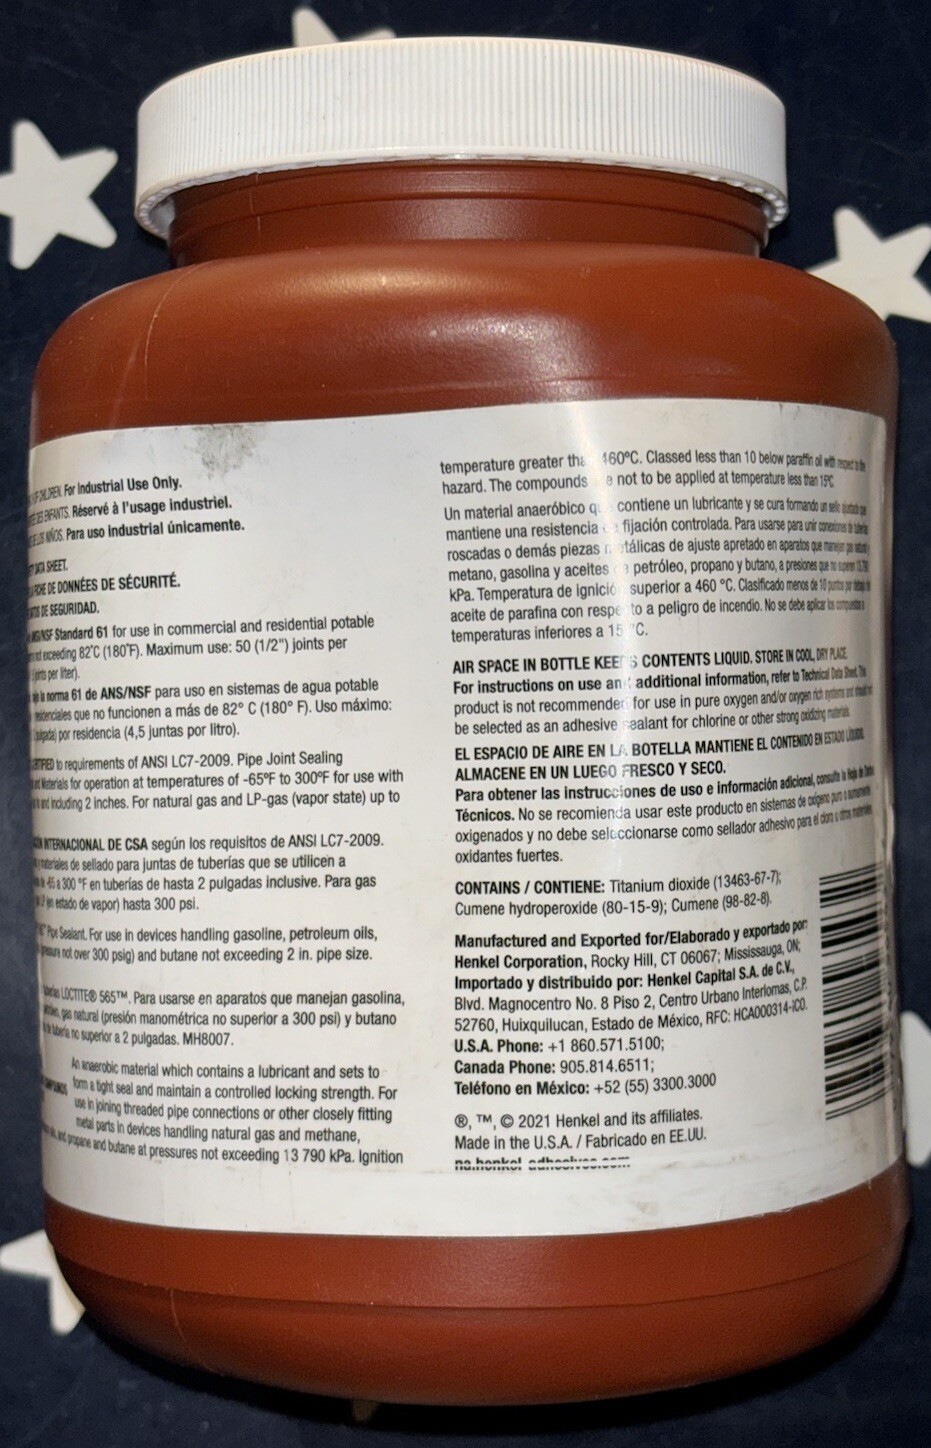 For Industrial Use Only.
ENFANTS. Réservé à l'usage industriel.
NIÑOS. Para uso industrial únicamente.
DATA SHEET.
FICHE DE DONNÉES DE SÉCURITÉ.
DE SEGURIDAD.
ANSI/NSF Standard 61 for use in commercial and residential potable
not exceeding 82°C (180°F). Maximum use: 50 (1/2") joints per
per liter).
la norma 61 de ANS/NSF para uso en sistemas de agua potable
residenciales que no funcionen a más de 82° C (180° F). Uso máximo:
por residencia (4,5 juntas por litro).
to requirements of ANSI LC7-2009. Pipe Joint Sealing
Materials for operation at temperatures of -65°F to 300°F for use with
and including 2 inches. For natural gas and LP-gas (vapor state) up to
INTERNACIONAL DE CSA según los requisitos de ANSI LC7-2009.
materiales de sellado para juntas de tuberías que se utilicen a
a 300 °F en tuberías de hasta 2 pulgadas inclusive. Para gas
en estado de vapor) hasta 300 psi.
Pipe Sealant. For use in devices handling gasoline, petroleum oils,
not over 300 psig) and butane not exceeding 2 in. pipe size.
LOCTITE® 565™. Para usarse en aparatos que manejan gasolina,
gas natural (presión manométrica no superior a 300 psi) y butano
tubería no superior a 2 pulgadas. MH8007.
An anaerobic material which contains a lubricant and sets to
form a tight seal and maintain a controlled locking strength. For
use in joining threaded pipe connections or other closely fitting
metal parts in devices handling natural gas and methane,
and propane and butane at pressures not exceeding 13 790 kPa. Ignition
temperature greater tha 460°C. Classed less than 10 below paraffin oil with respect to fire
hazard. The compounds e not to be applied at temperature less than 15°C.
Un material anaeróbico qu contiene un lubricante y se cura formando un sello ajustado que
mantiene una resistencia fijación controlada. Para usarse para unir conexiones de tubería
roscadas o demás piezas etálicas de ajuste apretado en aparatos que manejan gas natural
metano, gasolina y aceites petróleo, propano y butano, a presiones que no superen 13.790
kPa. Temperatura de ignició superior a 460 °C. Clasificado menos de 10 puntos por debajo
aceite de parafina con respe to a peligro de incendio. No se debe aplicar los compuestos a
temperaturas inferiores a 15 °C.
AIR SPACE IN BOTTLE KEEPS CONTENTS LIQUID. STORE IN COOL, DRY PLACE.
For instructions on use an additional information, refer to Technical Data Sheet. This
product is not recommended for use in pure oxygen and/or oxygen rich systems and should not
be selected as an adhesive sealant for chlorine or other strong oxidizing materials.
EL ESPACIO DE AIRE EN LA BOTELLA MANTIENE EL CONTENIDO EN ESTADO LÍQUIDO.
ALMACENE EN UN LUEGO FRESCO Y SECO.
Para obtener las instrucciones de uso e información adicional, consulte la Hoja de Datos
Técnicos. No se recomienda usar este producto en sistemas de oxígeno puro o sumamente
oxigenados y no debe seleccionarse como sellador adhesivo para el cloro u otros materiales
oxidantes fuertes.
CONTAINS / CONTIENE: Titanium dioxide (13463-67-7);
Cumene hydroperoxide (80-15-9); Cumene (98-82-8).
Manufactured and Exported for/Elaborado y exportado por:
Henkel Corporation, Rocky Hill, CT 06067; Mississauga, ON;
Importado y distribuido por: Henkel Capital S.A. de C.V.,
Blvd. Magnocentro No. 8 Piso 2, Centro Urbano Interlomas, C.P.
52760, Huixquilucan, Estado de México, RFC: HCA000314-IC0.
U.S.A. Phone: +1 860.571.5100;
Canada Phone: 905.814.6511;
Teléfono en México: +52 (55) 3300.3000
®, ™, © 2021 Henkel and its affiliates.
Made in the U.S.A. / Fabricado en EE.UU.